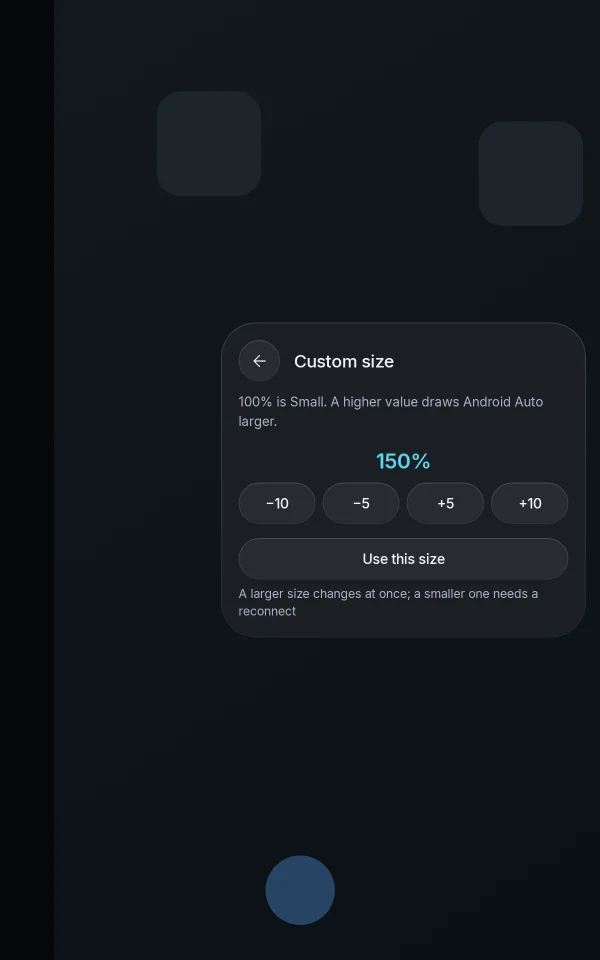 Custom size
100% is Small. A higher value draws Android Auto
larger.
150%
−10 −5 +5 +10
Use this size
A larger size changes at once; a smaller one needs a
reconnect